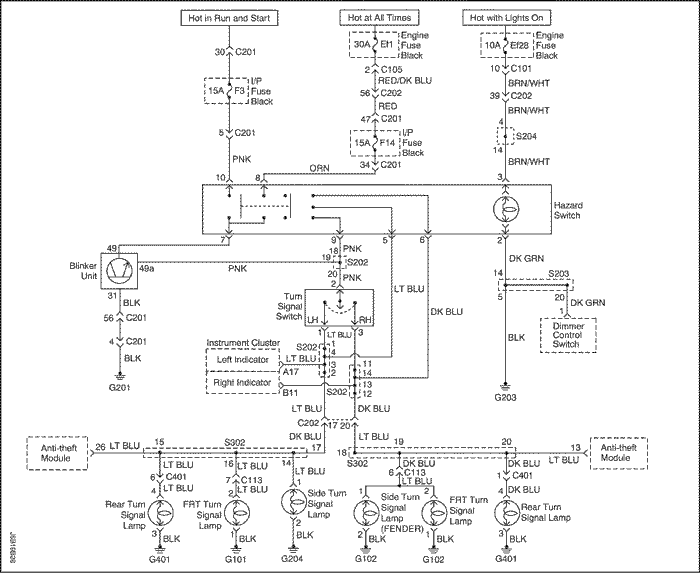 Hot in Run and Start
Hot at All Times
Hot with Lights On
30 C201
30A Ef1
Engine
Fuse
Black
10A Ef28
Engine
Fuse
Black
2 C105
RED/DK BLU
10 C101
BRN/WHT
15A F3
I/P
Fuse
Black
56 C202
RED
39 C202
BRN/WHT
47 C201
5 C201
15A F14
I/P
Fuse
Black
4
S204
14
PNK
34 C201
BRN/WHT
ORN
10
8
3
Hazard
Switch
7
9
5
6
2
49
PNK
18
19
S202
DK GRN
Blinker
Unit
49a
PNK
20
PNK
14
S203
31
BLK
2
LT BLU
5
20
DK GRN
56 C201
Turn
Signal
Switch
LH
RH
DK BLU
1
4 C201
1
LT BLU
3
BLK
Dimmer
Control
Switch
BLK
Instrument Cluster
S202
1
4
3
2
Left Indicator
LT BLU
A17
11
14
13
12
G201
Right Indicator
B11
S202
G203
LT BLU
DK BLU
C202
17
20
DK BLU
LT BLU
Anti-theft
Module
26
LT BLU
15
S302
17
18
19
20
13
LT BLU
Anti-theft
Module
LT BLU
16
LT BLU
14
LT BLU
S302
DK BLU
DK BLU
6 C401
LT BLU
7 C113
LT BLU
6 C113
LT BLU
1 C401
DK BLU
4
2
1
1
2
4
Rear Turn
Signal
Lamp
FRT Turn
Signal
Lamp
Side Turn
Signal
Lamp
Side Turn
Signal
Lamp
(FENDER)
FRT Turn
Signal
Lamp
Rear Turn
Signal
Lamp
3
BLK
1
BLK
2
BLK
2
BLK
1
BLK
3
BLK
G401
G101
G204
G102
G102
G401